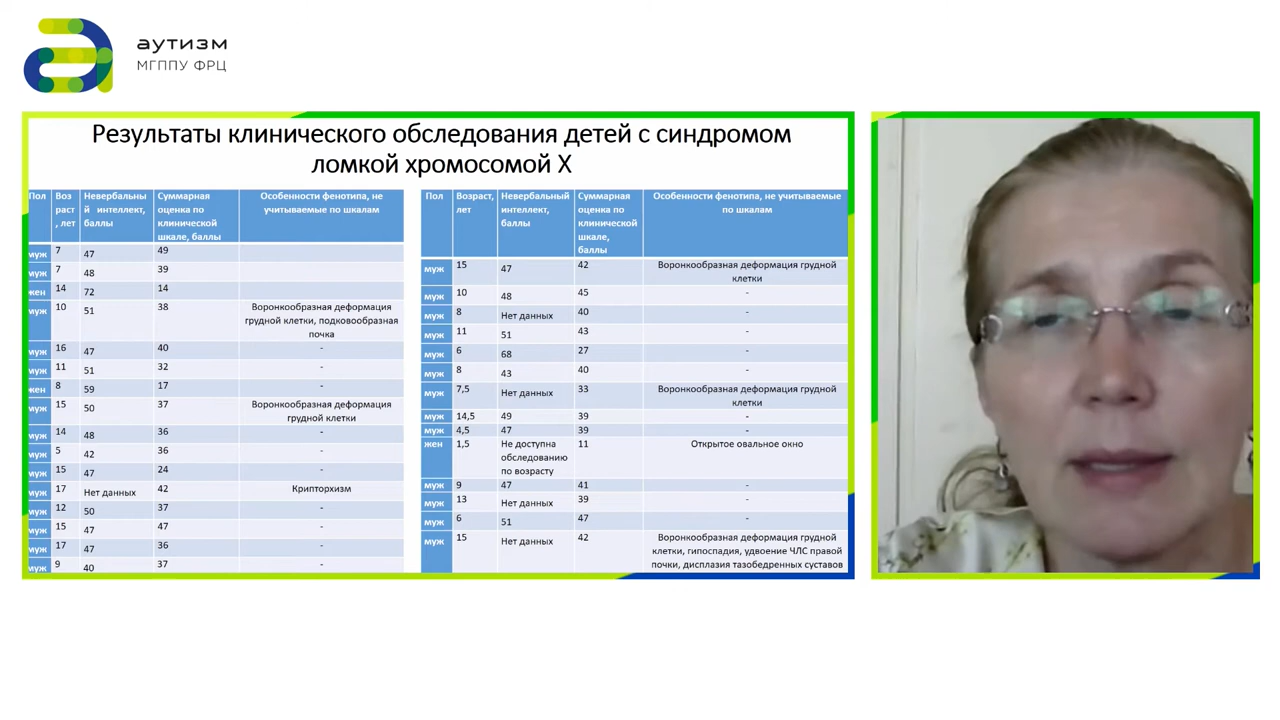 аутизм
МГППУ ФРЦ
Результаты клинического обследования детей с синдромом
ломкой хромосомой X
Пол Воз раст , лет Невербальны й интеллект, баллы Суммарная оценка по клинической шкале, баллы Особенности фенотипа, не учитываемые по шкалам
муж 7 47 49
муж 7 48 39
жен 14 72 14
муж 10 51 38 Воронкообразная деформация грудной клетки, подковообразная почка
муж 16 47 40 -
муж 11 51 32 -
жен 8 59 17 -
муж 15 50 37 Воронкообразная деформация грудной клетки
муж 14 48 36 -
муж 5 42 36 -
муж 15 47 24 -
муж 17 Нет данных 42 Крипторхизм
муж 12 50 37 -
муж 15 47 47 -
муж 17 47 36 -
муж 9 40 37 -
Пол Возраст, лет Невербальный интеллект, баллы Суммарная оценка по клинической шкале, баллы Особенности фенотипа, не учитываемые по шкалам
муж 15 47 42 Воронкообразная деформация грудной клетки
муж 10 48 45 -
муж 8 Нет данных 40 -
муж 11 51 43 -
муж 6 68 27 -
муж 8 43 40 -
муж 7,5 Нет данных 33 Воронкообразная деформация грудной клетки
муж 14,5 49 39 -
муж 4,5 47 39 -
жен 1,5 Не доступна обследованию по возрасту 11 Открытое овальное окно
муж 9 47 41 -
муж 13 Нет данных 39 -
муж 6 51 47 -
муж 15 Нет данных 42 Воронкообразная деформация грудной клетки, гипоспадия, удвоение ЧЛС правой почки, дисплазия тазобедренных суставов